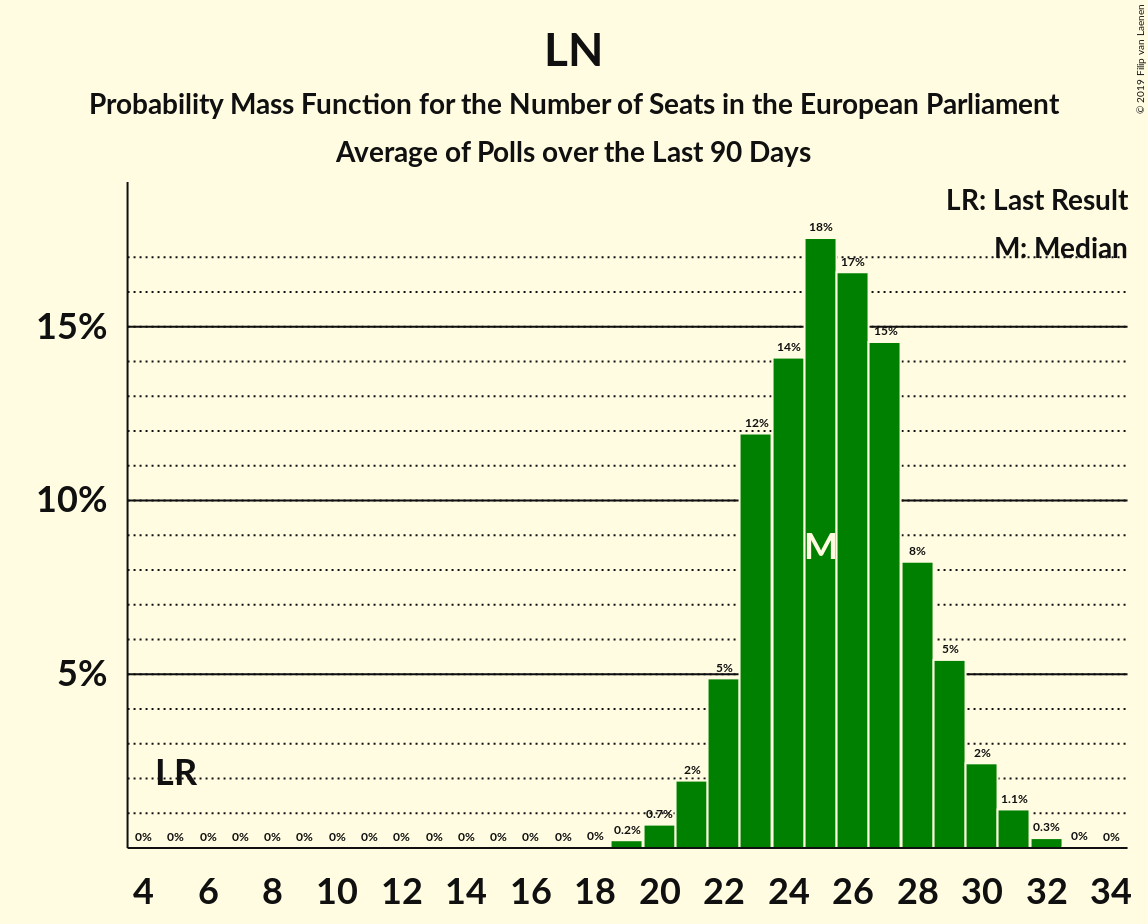 LN
Probability Mass Function for the Number of Seats in the European Parliament
Average of Polls over the Last 90 Days
© 2019 Filip van Laenen
LR: Last Result
M: Median
15%
10%
5%
LR
M
0% 0% 0% 0% 0% 0% 0% 0% 0% 0% 0% 0% 0% 0% 0% 0.2% 0.7% 2% 5% 12% 14% 18% 17% 15% 8% 5% 2% 1.1% 0.3% 0% 0%
4 6 8 10 12 14 16 18 20 22 24 26 28 30 32 34